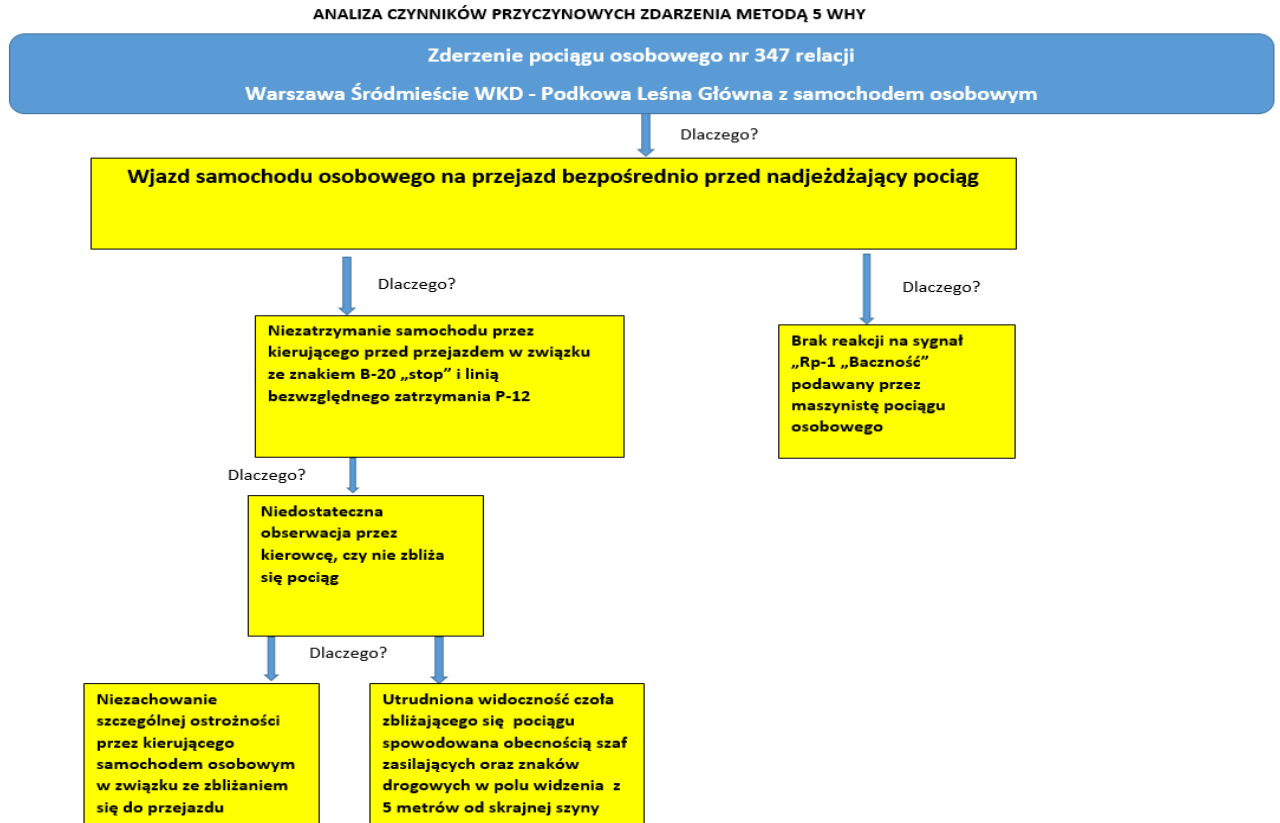 ANALIZA CZYNNIKÓW PRZYCZYNOWYCH ZDARZENIA METODĄ 5 WHY
Zderzenie pociągu osobowego nr 347 relacji
Warszawa Śródmieście WKD - Podkowa Leśna Główna z samochodem osobowym
Dlaczego?
Wjazd samochodu osobowego na przejazd bezpośrednio przed nadjeżdżający pociąg
Dlaczego?
Dlaczego?
Niezatrzymanie samochodu przez
kierującego przed przejazdem w związku
ze znakiem B-20 „stop” i linią
bezwzględnego zatrzymania P-12
Brak reakcji na sygnał
„Rp-1 „Baczność”
podawany przez
maszynistę pociągu
osobowego
Dlaczego?
Niedostateczna
obserwacja przez
kierowcę, czy nie zbliża
się pociąg
Dlaczego?
Niezachowanie
szczególnej ostrożności
przez kierującego
samochodem osobowym
w związku ze zbliżaniem
się do przejazdu
Utrudniona widoczność czoła
zbliżającego się pociągu
spowodowana obecnością szaf
zasilających oraz znaków
drogowych w polu widzenia z
5 metrów od skrajnej szyny